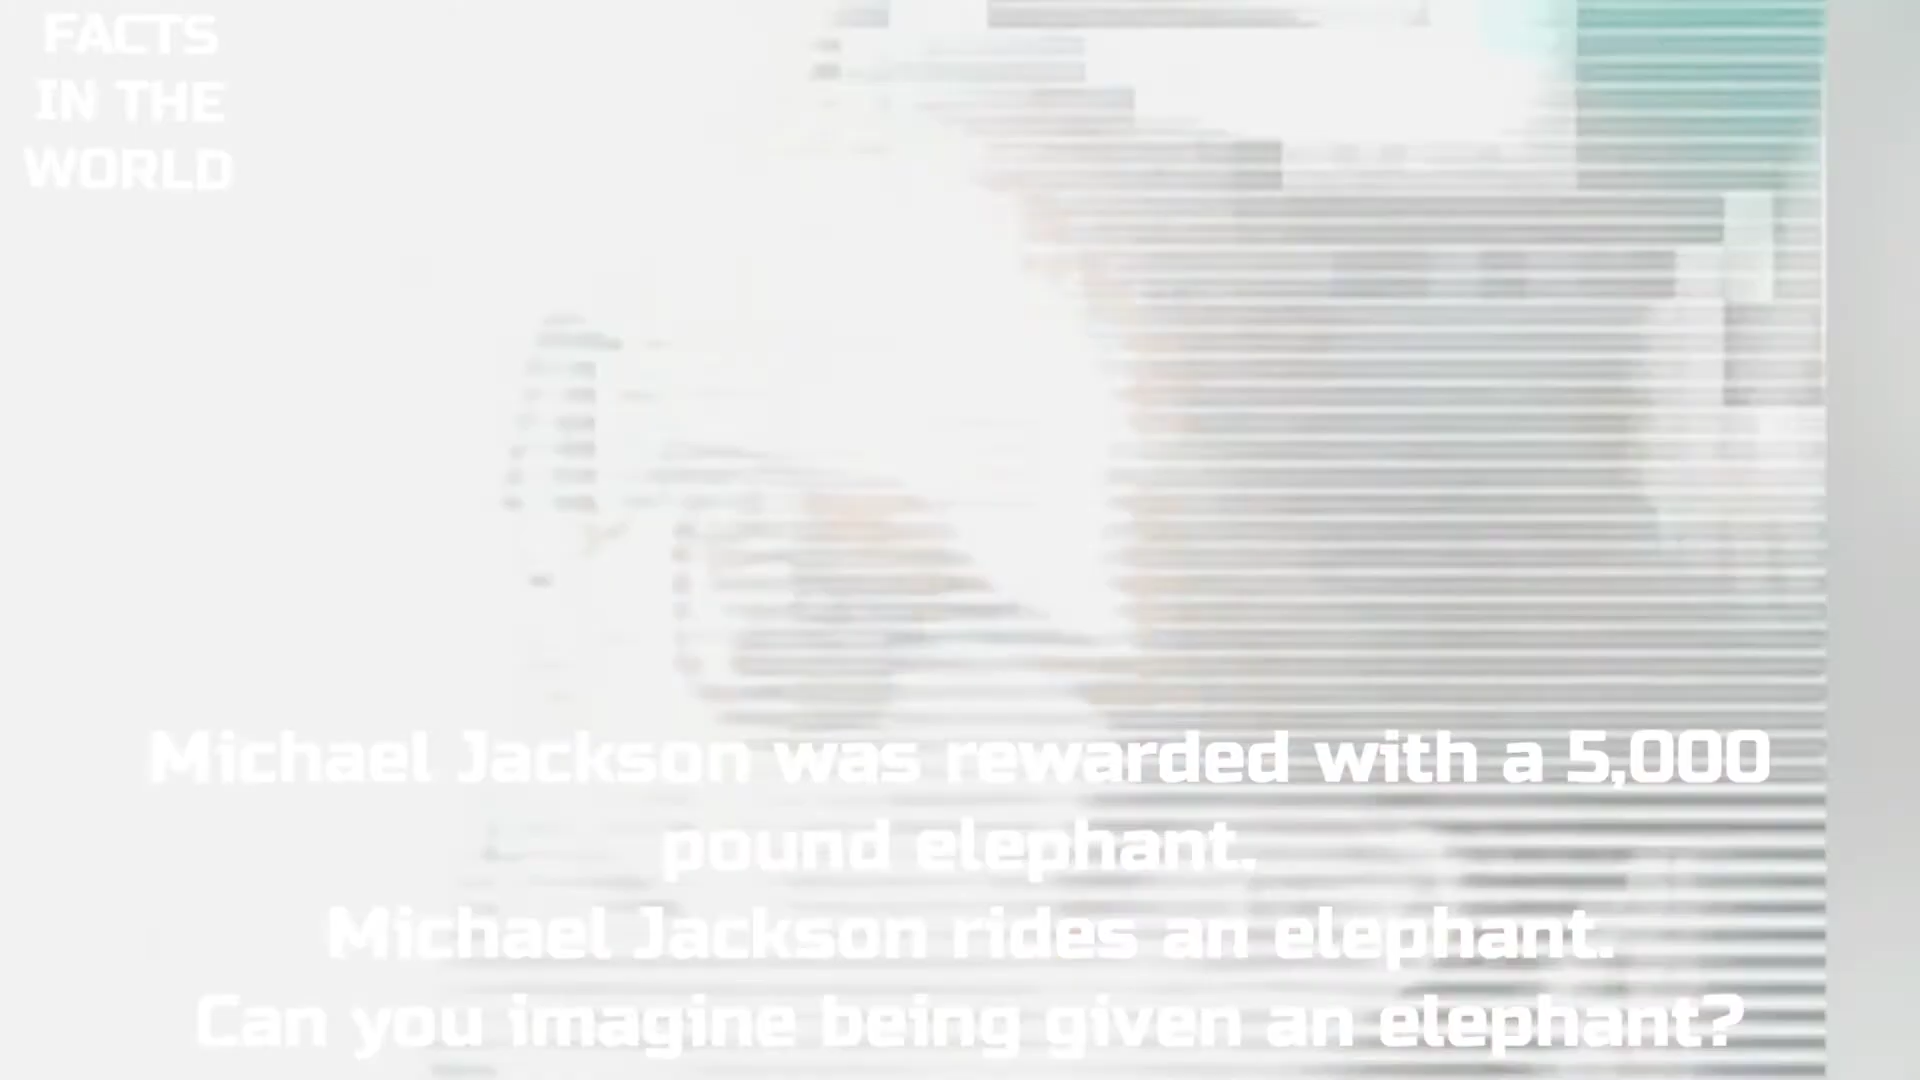 FACTS
IN THE
WORLD
Michael Jackson was rewarded with a 5,000
pound elephant.
Michael Jackson rides an elephant.
Can you imagine being given an elephant?